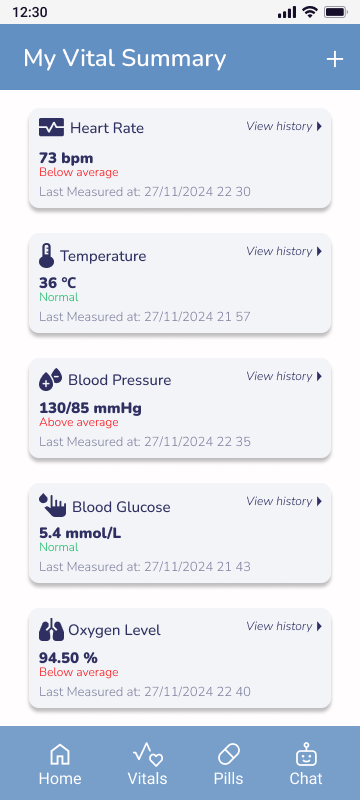 12:30
My Vital Summary +
Heart Rate View history
73 bpm
Below average
Last Measured at: 27/11/2024 22 30
Temperature View history
36 °C
Normal
Last Measured at: 27/11/2024 21 57
Blood Pressure View history
130/85 mmHg
Above average
Last Measured at: 27/11/2024 22 35
Blood Glucose View history
5.4 mmol/L
Normal
Last Measured at: 27/11/2024 21 43
Oxygen Level View history
94.50 %
Below average
Last Measured at: 27/11/2024 22 40
Home Vitals Pills Chat